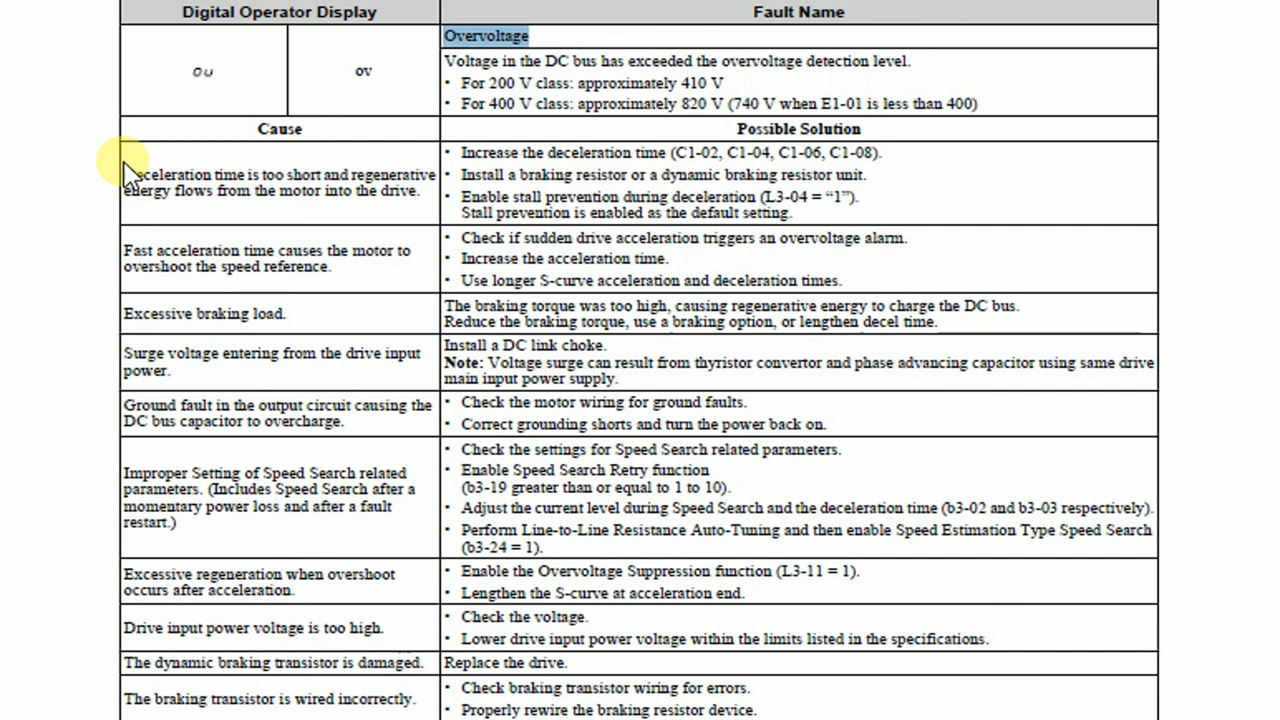 Digital Operator Display
Fault Name
ou
ov
Overvoltage
Voltage in the DC bus has exceeded the overvoltage detection level.
• For 200 V class: approximately 410 V
• For 400 V class: approximately 820 V (740 V when E1-01 is less than 400)
Cause
Possible Solution
eceleration time is too short and regenerative
energy flows from the motor into the drive.
• Increase the deceleration time (C1-02, C1-04, C1-06, C1-08).
• Install a braking resistor or a dynamic braking resistor unit.
• Enable stall prevention during deceleration (L3-04 = “1”).
Stall prevention is enabled as the default setting.
Fast acceleration time causes the motor to
overshoot the speed reference.
• Check if sudden drive acceleration triggers an overvoltage alarm.
• Increase the acceleration time.
• Use longer S-curve acceleration and deceleration times.
Excessive braking load.
The braking torque was too high, causing regenerative energy to charge the DC bus.
Reduce the braking torque, use a braking option, or lengthen decel time.
Surge voltage entering from the drive input
power.
Install a DC link choke.
Note: Voltage surge can result from thyristor convertor and phase advancing capacitor using same drive
main input power supply.
Ground fault in the output circuit causing the
DC bus capacitor to overcharge.
• Check the motor wiring for ground faults.
• Correct grounding shorts and turn the power back on.
Improper Setting of Speed Search related
parameters. (Includes Speed Search after a
momentary power loss and after a fault
restart.)
• Check the settings for Speed Search related parameters.
• Enable Speed Search Retry function
(b3-19 greater than or equal to 1 to 10).
• Adjust the current level during Speed Search and the deceleration time (b3-02 and b3-03 respectively).
• Perform Line-to-Line Resistance Auto-Tuning and then enable Speed Estimation Type Speed Search
(b3-24 = 1).
Excessive regeneration when overshoot
occurs after acceleration.
• Enable the Overvoltage Suppression function (L3-11 = 1).
• Lengthen the S-curve at acceleration end.
Drive input power voltage is too high.
• Check the voltage.
• Lower drive input power voltage within the limits listed in the specifications.
The dynamic braking transistor is damaged.
Replace the drive.
The braking transistor is wired incorrectly.
• Check braking transistor wiring for errors.
• Properly rewire the braking resistor device.